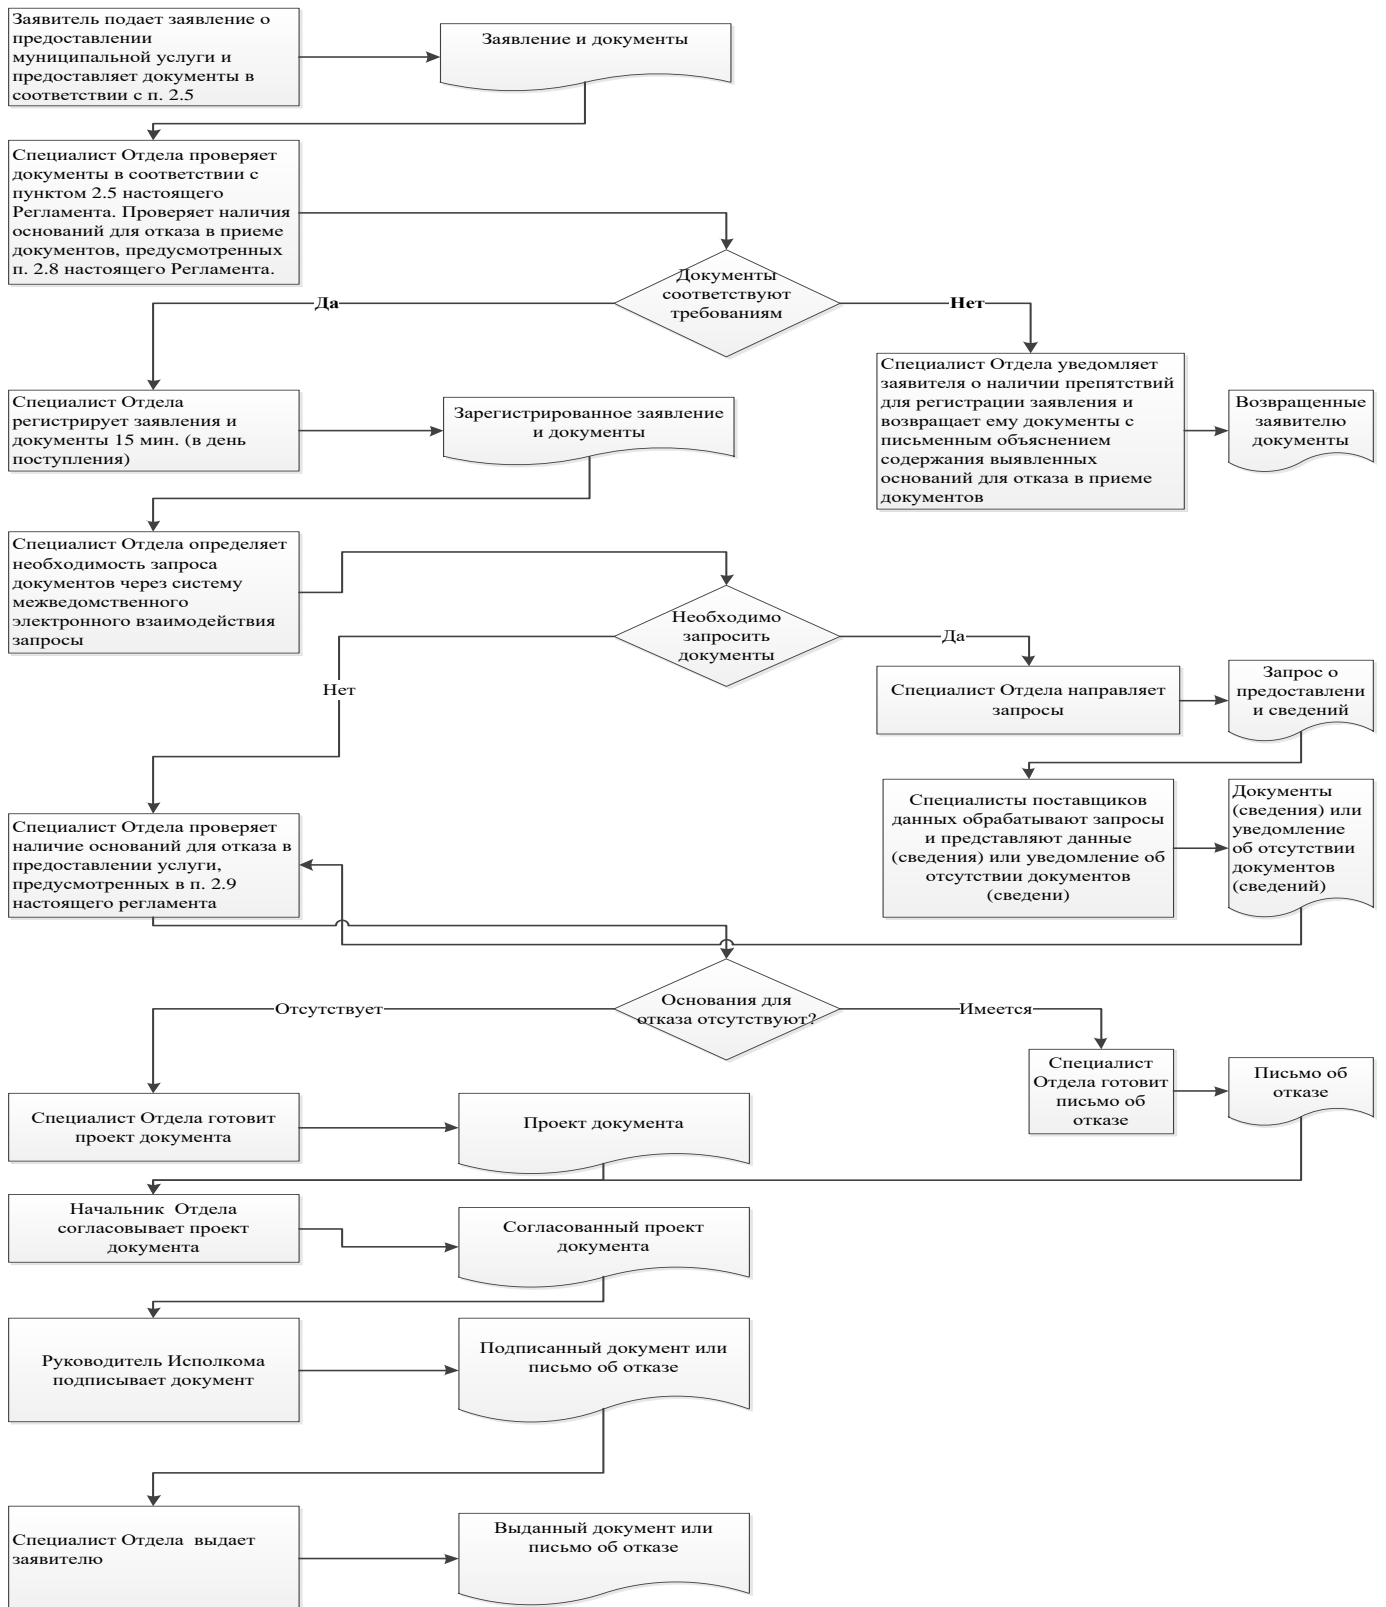 Заявитель подает заявление о
предоставлении
муниципальной услуги и
предоставляет документы в
соответствии с п. 2.5
Заявление и документы
Специалист Отдела проверяет
документы в соответствии с
пунктом 2.5 настоящего
Регламента. Проверяет наличия
оснований для отказа в приеме
документов, предусмотренных
п. 2.8 настоящего Регламента.
Документы
соответствуют
требованиям
Да
Нет
Специалист Отдела
регистрирует заявления и
документы 15 мин. (в день
поступления)
Зарегистрированное заявление
и документы
Специалист Отдела уведомляет
заявителя о наличии препятствий
для регистрации заявления и
возвращает ему документы с
письменным объяснением
содержания выявленных
оснований для отказа в приеме
документов
Возвращенные
заявителю
документы
Специалист Отдела определяет
необходимость запроса
документов через систему
межведомственного
электронного взаимодействия
запросы
Необходимо
запросить
документы
Да
Нет
Специалист Отдела направляет
запросы
Запрос о
предоставлени
и сведений
Специалисты поставщиков
данных обрабатывают запросы
и представляют данные
(сведения) или уведомление об
отсутствии документов
(сведени)
Документы
(сведения) или
уведомление
об отсутствии
документов
(сведений)
Специалист Отдела проверяет
наличие оснований для отказа в
предоставлении услуги,
предусмотренных в п. 2.9
настоящего регламента
Основания для
отказа отсутствуют?
Отсутствует
Имеется
Специалист
Отдела готовит
письмо об
отказе
Письмо об
отказе
Специалист Отдела готовит
проект документа
Проект документа
Начальник  Отдела
согласовывает проект
документа
Согласованный проект
документа
Руководитель Исполкома
подписывает документ
Подписанный документ или
письмо об отказе
Специалист Отдела  выдает
заявителю
Выданный документ или
письмо об отказе